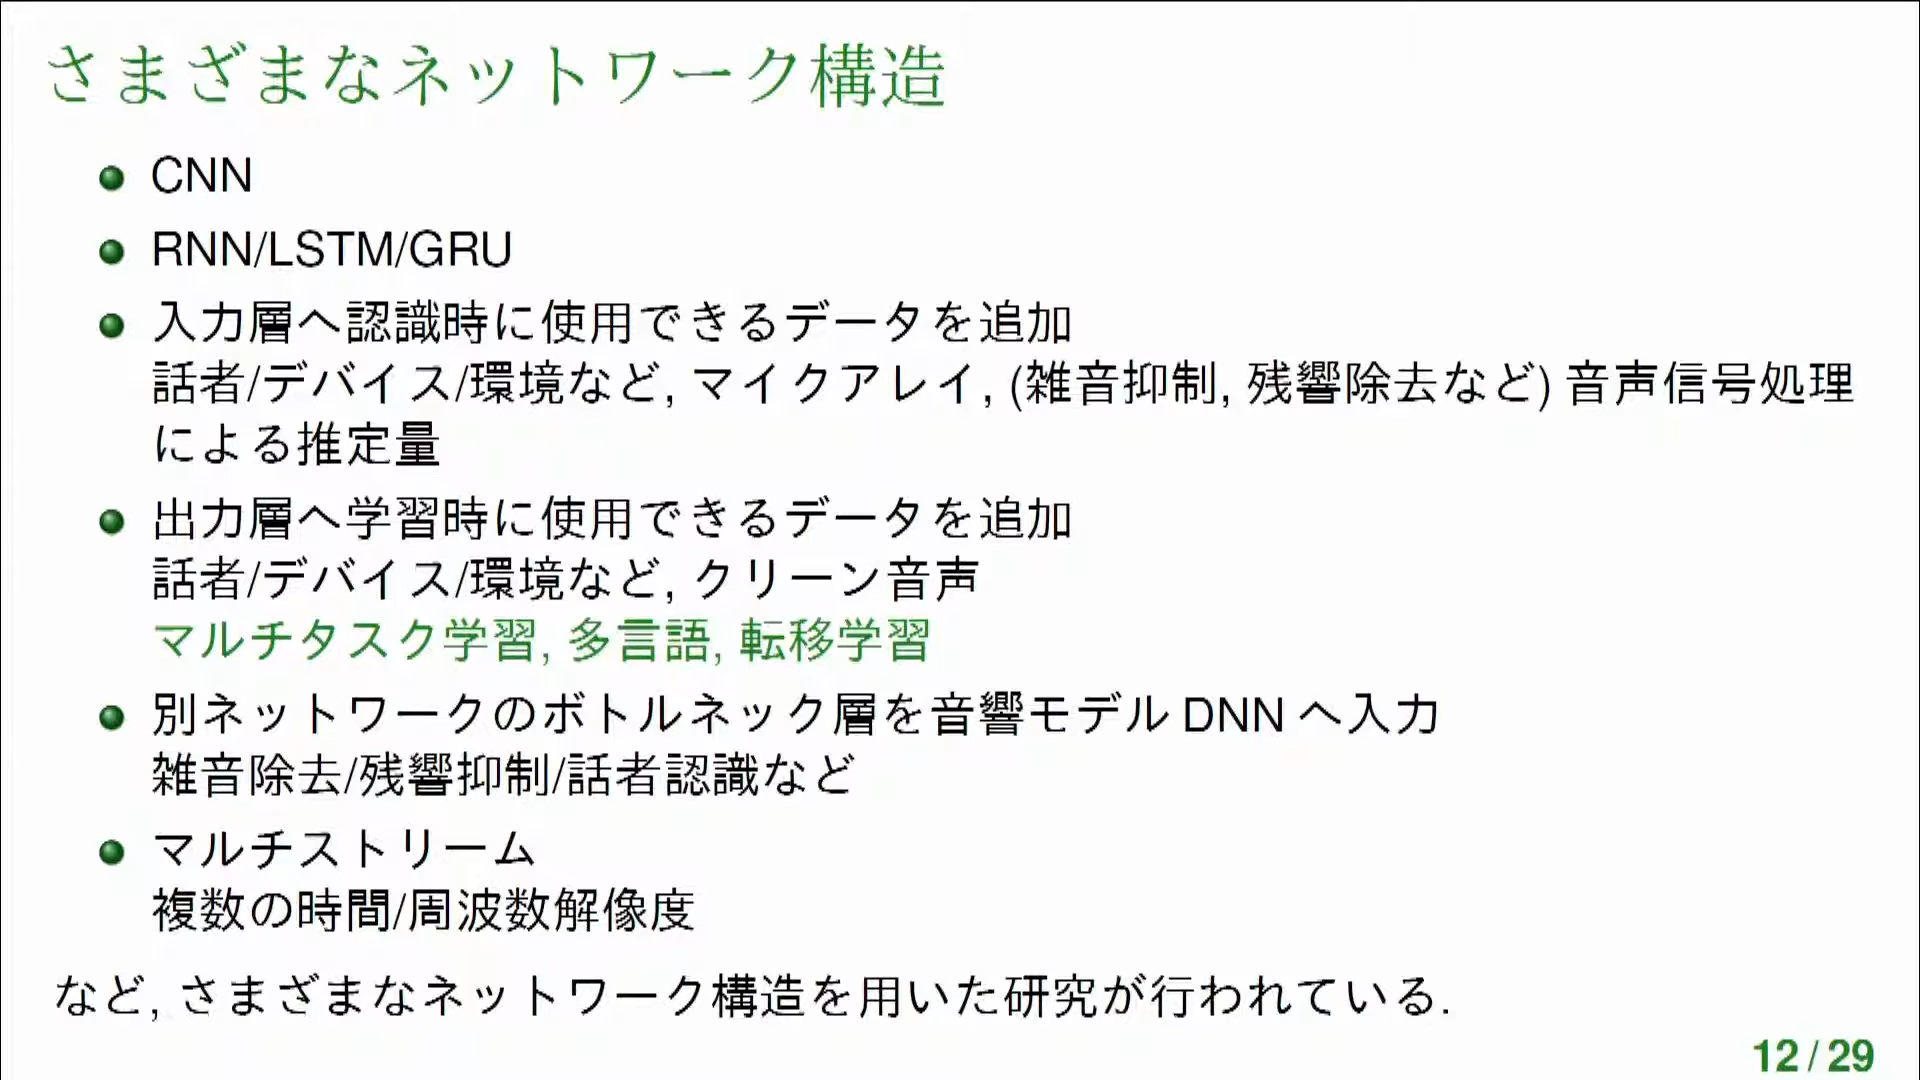 さまざまなネットワーク構造
CNN
RNN/LSTM/GRU
入力層へ認識時に使用できるデータを追加
話者/デバイス/環境など, マイクアレイ, (雑音抑制, 残響除去など) 音声信号処理
による推定量
出力層へ学習時に使用できるデータを追加
話者/デバイス/環境など, クリーン音声
マルチタスク学習, 多言語, 転移学習
別ネットワークのボトルネック層を音響モデル DNN へ入力
雑音除去/残響抑制/話者認識など
マルチストリーム
複数の時間/周波数解像度
など, さまざまなネットワーク構造を用いた研究が行われている.
12 / 29